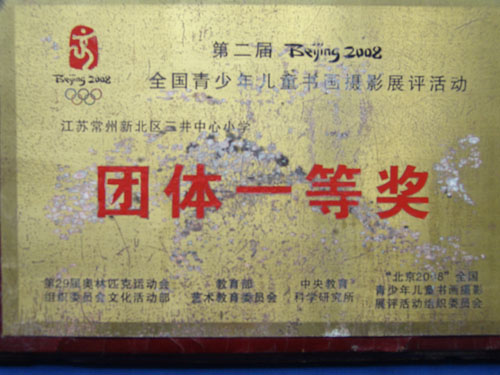 第二届 Beijing 2008
Beijing 2008
全国青少年儿童书画摄影展评活动
江苏常州新北区三井中心小学
团体一等奖
第29届奥林匹克运动会
组织委员会文化活动部
教育部
艺术教育委员会
中央教育
科学研究所
“北京2008”全国
青少年儿童书画摄影
展评活动组织委员会